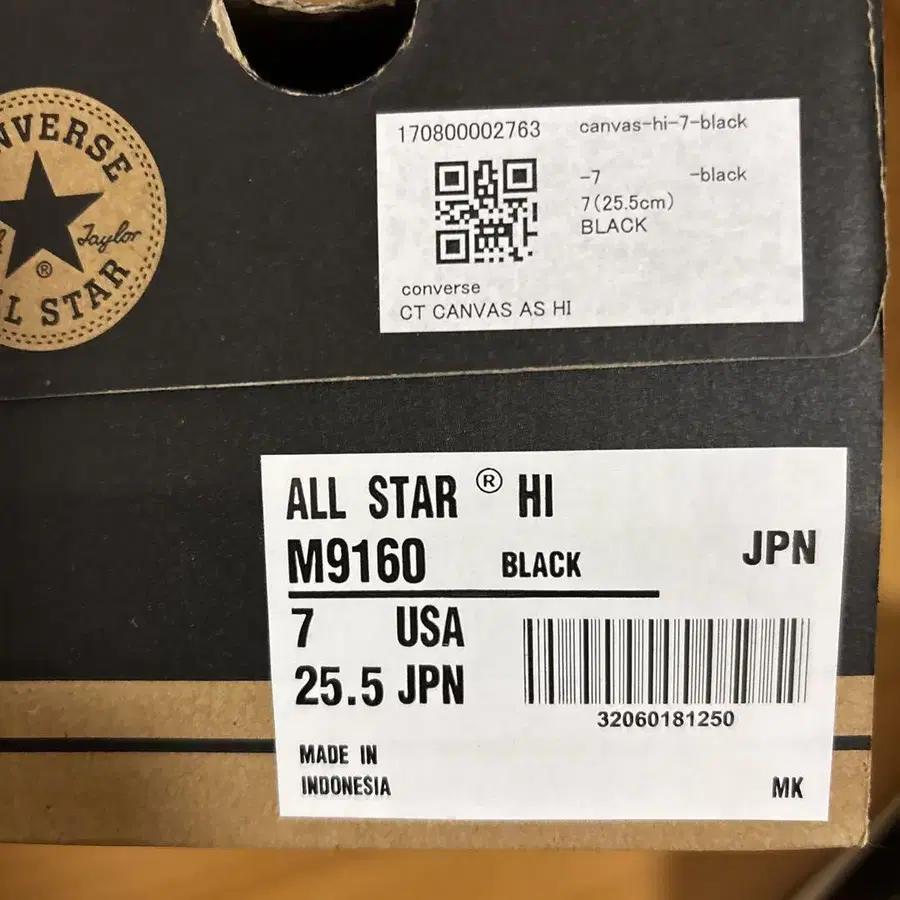 CONVERSE
Taylor
ALL STAR
®
170800002763 canvas-hi-7-black
-7 -black
7(25.5cm)
BLACK
converse
CT CANVAS AS HI
ALL STAR ® HI
M9160 BLACK JPN
7 USA
25.5 JPN
32060181250
MADE IN
INDONESIA
MK